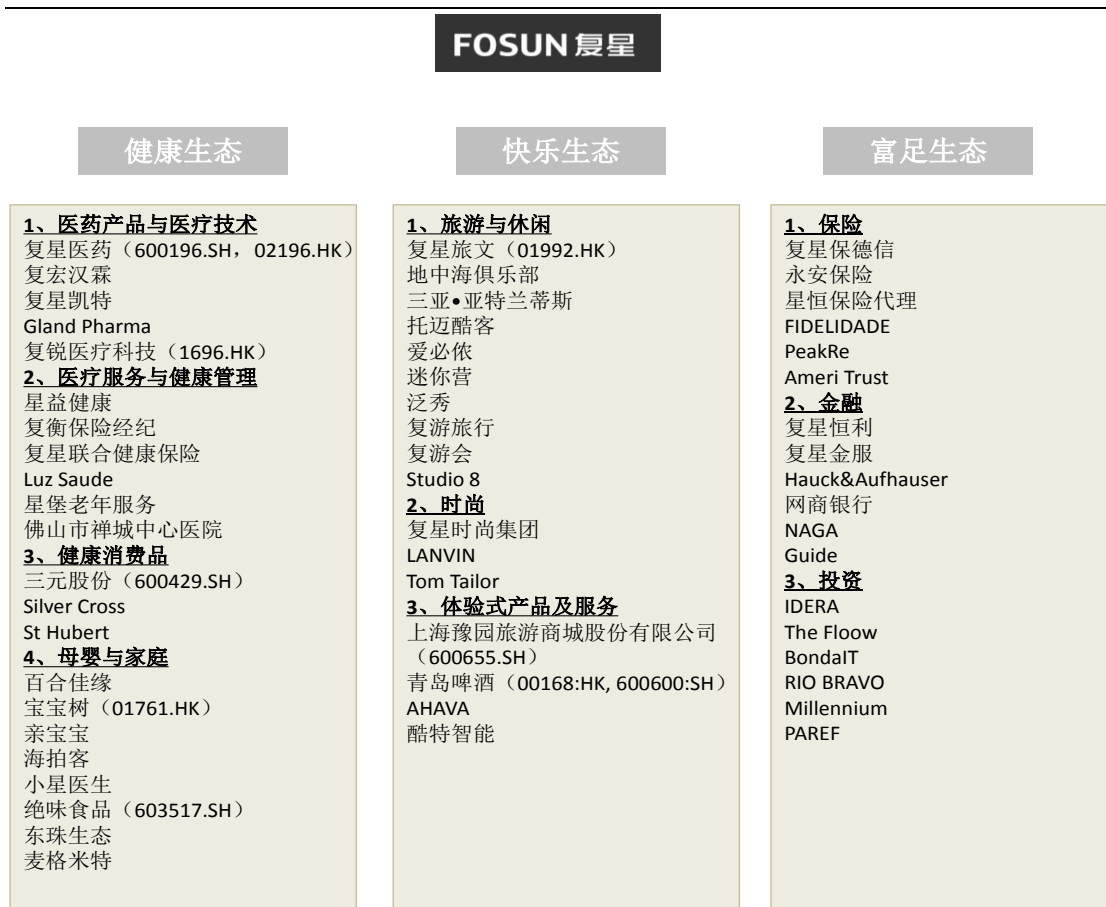 FOSUN 复星
健康生态
1、医药产品与医疗技术
复星医药（600196.SH，02196.HK）
复宏汉霖
复星凯特
Gland Pharma
复锐医疗科技（1696.HK）
2、医疗服务与健康管理
星益健康
复衡保险经纪
复星联合健康保险
Luz Saude
星堡老年服务
佛山市禅城中心医院
3、健康消费品
三元股份（600429.SH）
Silver Cross
St Hubert
4、母婴与家庭
百合佳缘
宝宝树（01761.HK）
亲宝宝
海拍客
小星医生
绝味食品（603517.SH）
东珠生态
麦格米特
快乐生态
1、旅游与休闲
复星旅文（01992.HK）
地中海俱乐部
三亚•亚特兰蒂斯
托迈酷客
爱必侬
迷你营
泛秀
复游旅行
复游会
Studio 8
2、时尚
复星时尚集团
LANVIN
Tom Tailor
3、体验式产品及服务
上海豫园旅游商城股份有限公司
（600655.SH）
青岛啤酒（00168:HK, 600600:SH）
AHAVA
酷特智能
富足生态
1、保险
复星保德信
永安保险
星恒保险代理
FIDELIDADE
PeakRe
Ameri Trust
2、金融
复星恒利
复星金服
Hauck&Aufhauser
网商银行
NAGA
Guide
3、投资
IDERA
The Floow
BondaIT
RIO BRAVO
Millennium
PAREF